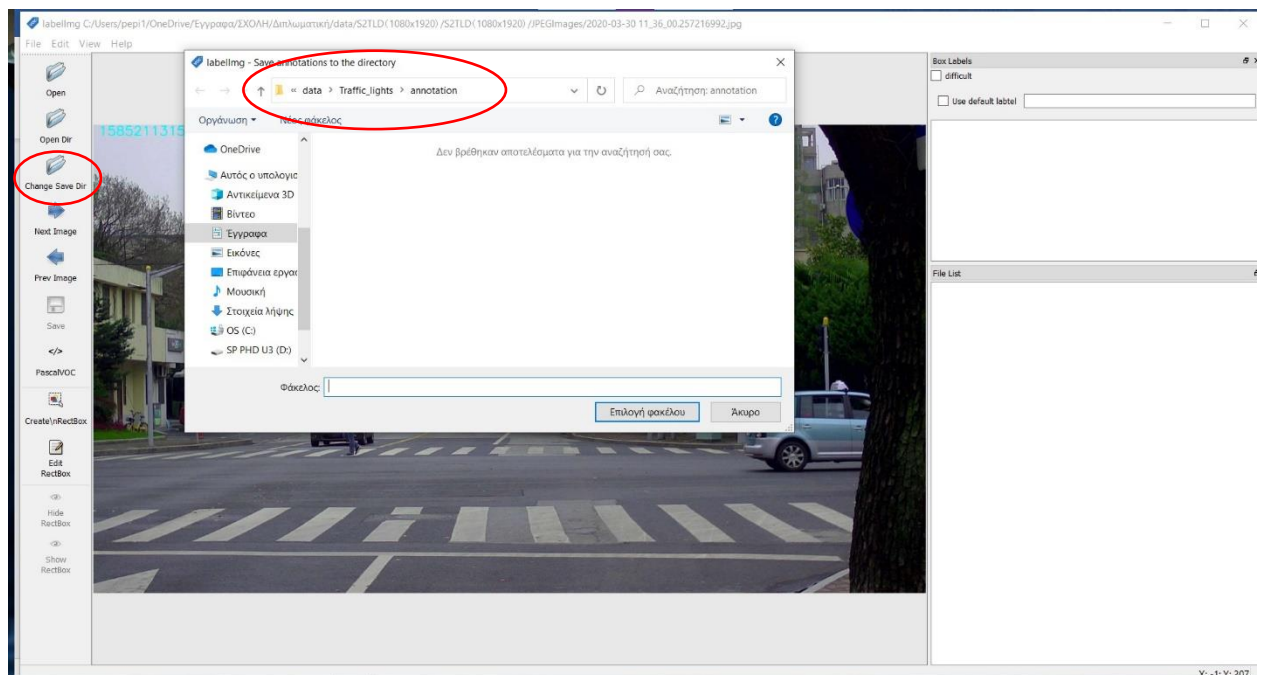 labelImg C:/Users/pepi1/OneDrive/Έγγραφα/ΣΧΟΛΗ/Διπλωματική/data/S2TLD(1080x1920)/S2TLD(1080x1920)//JPEGImages/2020-03-30 11_36_00.257216992.jpg
File Edit View Help
labelImg - Save annotations to the directory
« data > Traffic_lights > annotation
Αναζήτηση: annotation
Οργάνωση
Νέος φάκελος
OneDrive
Αυτός ο υπολογισ
Αντικείμενα 3D
Βίντεο
Έγγραφα
Εικόνες
Επιφάνεια εργασ
Μουσική
Στοιχεία λήψης
OS (C:)
SP PHD U3 (D:)
Δεν βρέθηκαν αποτελέσματα για την αναζήτησή σας.
Φάκελος:
Επιλογή φακέλου
Άκυρο
Open
Open Dir
Change Save Dir
Next Image
Prev Image
Save
</>
PascalVOC
Create\nRectBox
Edit
RectBox
Hide
RectBox
Show
RectBox
1585211315
Box Labels
difficult
Use default labtel
File List
X: -1; Y: 307